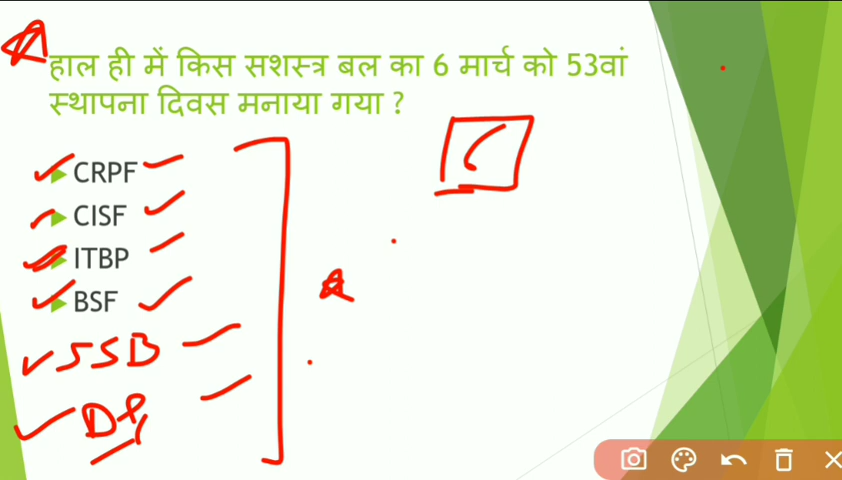 हाल ही में किस सशस्त्र बल का 6 मार्च को 53वां
स्थापना दिवस मनाया गया ?
CRPF
CISF
ITBP
BSF
SSB